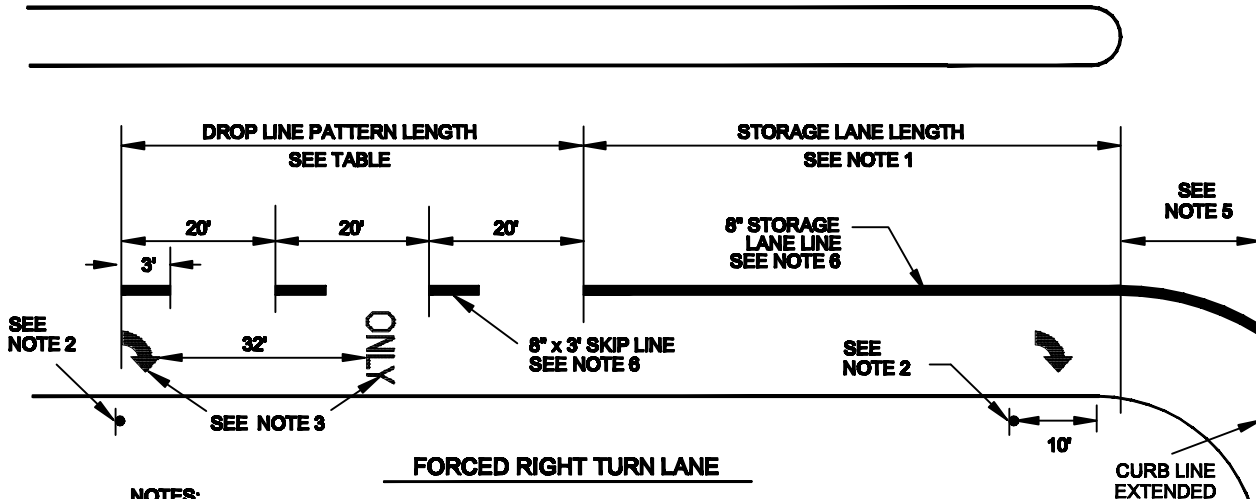 DROP LINE PATTERN LENGTH
SEE TABLE
STORAGE LANE LENGTH
SEE NOTE 1
SEE
NOTE 5
20'
20'
20'
3'
8" STORAGE
LANE LINE
SEE NOTE 6
SEE
NOTE 2
32'
ONLY
8" x 3' SKIP LINE
SEE NOTE 6
SEE
NOTE 2
SEE NOTE 3
10'
FORCED RIGHT TURN LANE
CURB LINE
EXTENDED
NOTES: